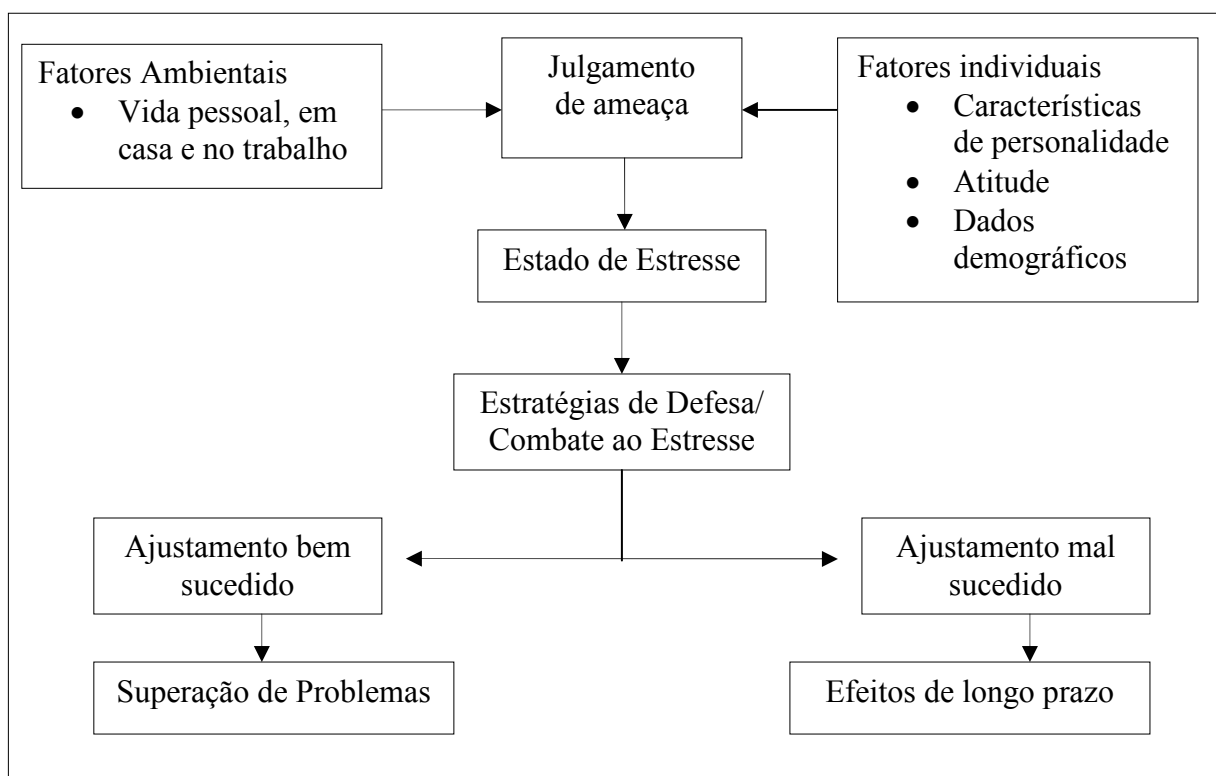 Fatores Ambientais
• Vida pessoal, em
casa e no trabalho
Julgamento
de ameaça
Fatores individuais
• Características
de personalidade
• Atitude
• Dados
demográficos
Estado de Estresse
Estratégias de Defesa/
Combate ao Estresse
Ajustamento bem
sucedido
Ajustamento mal
sucedido
Superação de Problemas
Efeitos de longo prazo